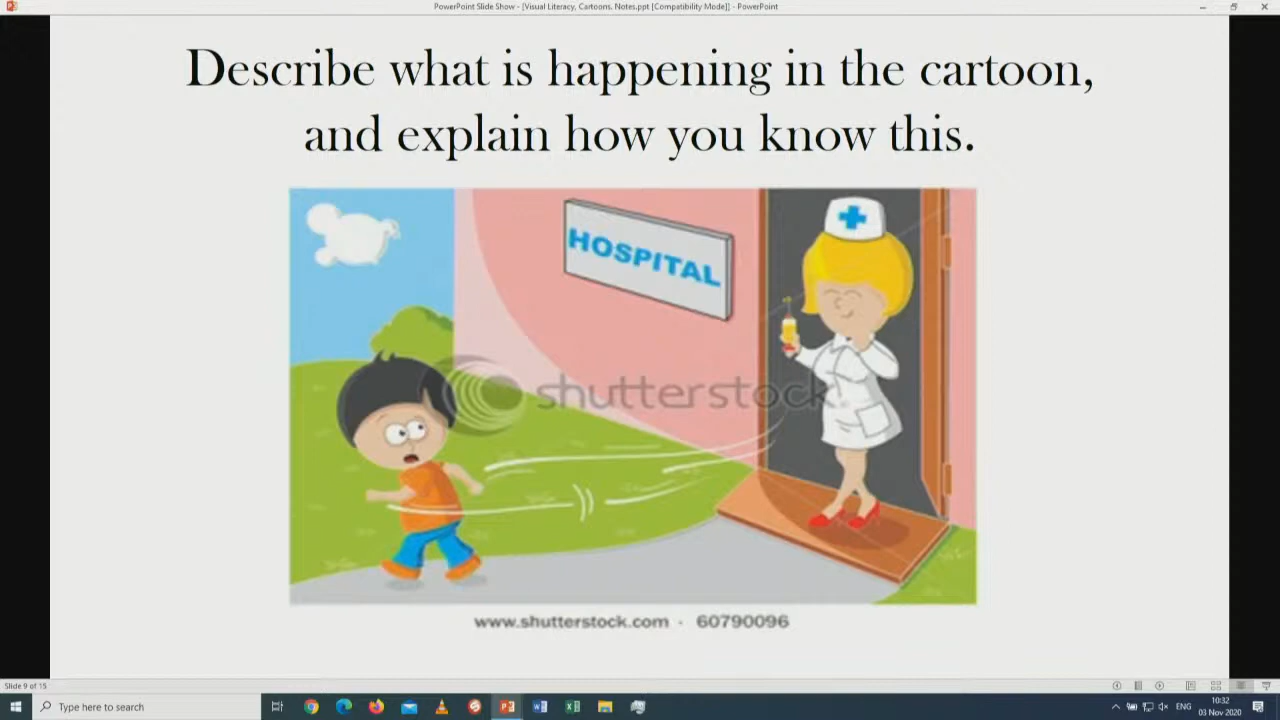 PowerPoint Slide Show - [Visual Literacy, Cartoons. Notes.ppt [Compatibility Mode]] - PowerPoint
Describe what is happening in the cartoon,
and explain how you know this.
HOSPITAL
shutterstock
www.shutterstock.com · 60790096
Slide 9 of 15
Type here to search
ENG
10:32
03 Nov 2020